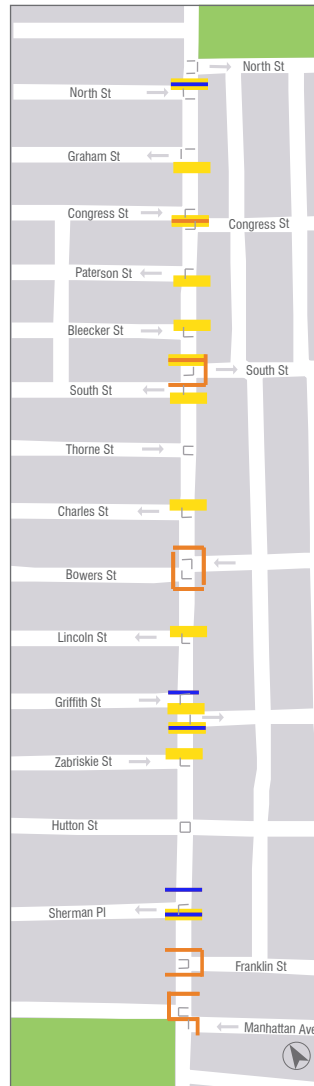 North St
North St
Graham St
Congress St
Congress St
Paterson St
Bleecker St
South St
South St
Thorne St
Charles St
Bowers St
Lincoln St
Griffith St
Zabriskie St
Hutton St
Sherman Pl
Franklin St
Manhattan Ave